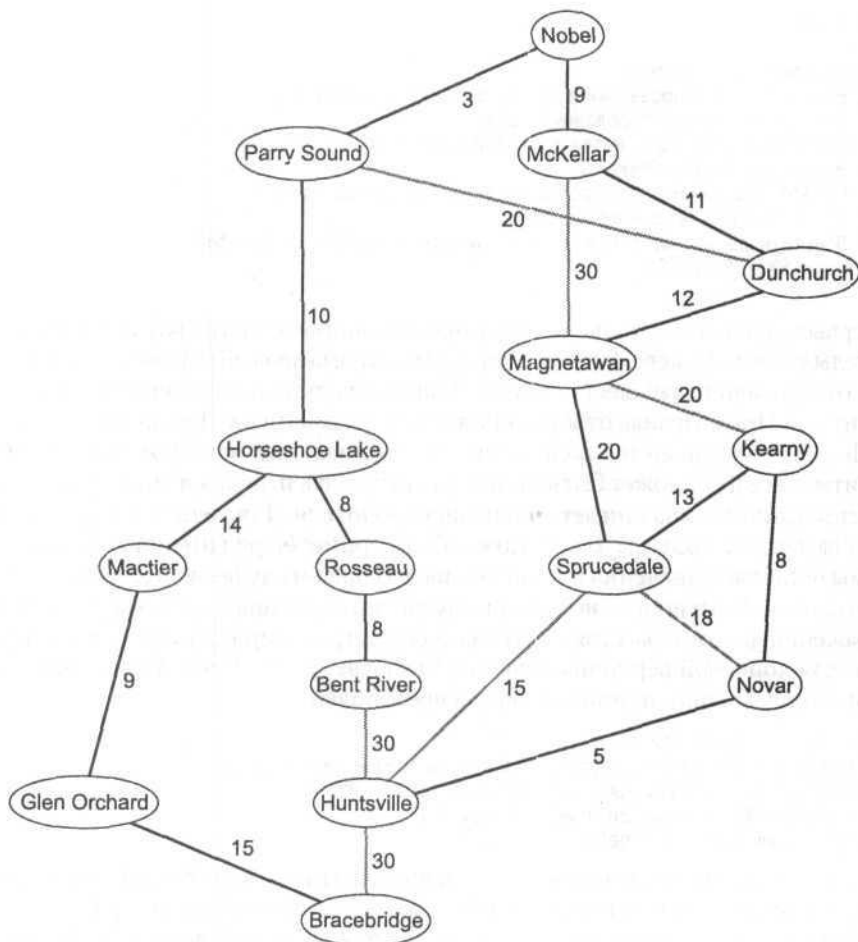 Nobel
3
9
Parry Sound
McKellar
11
20
Dunchurch
30
10
12
Magnetawan
20
Horseshoe Lake
Kearny
20
8
13
14
Mactier
Rosseau
Sprucedale
8
8
18
9
Bent River
15
Novar
30
5
Glen Orchard
Huntsville
15
30
Bracebridge